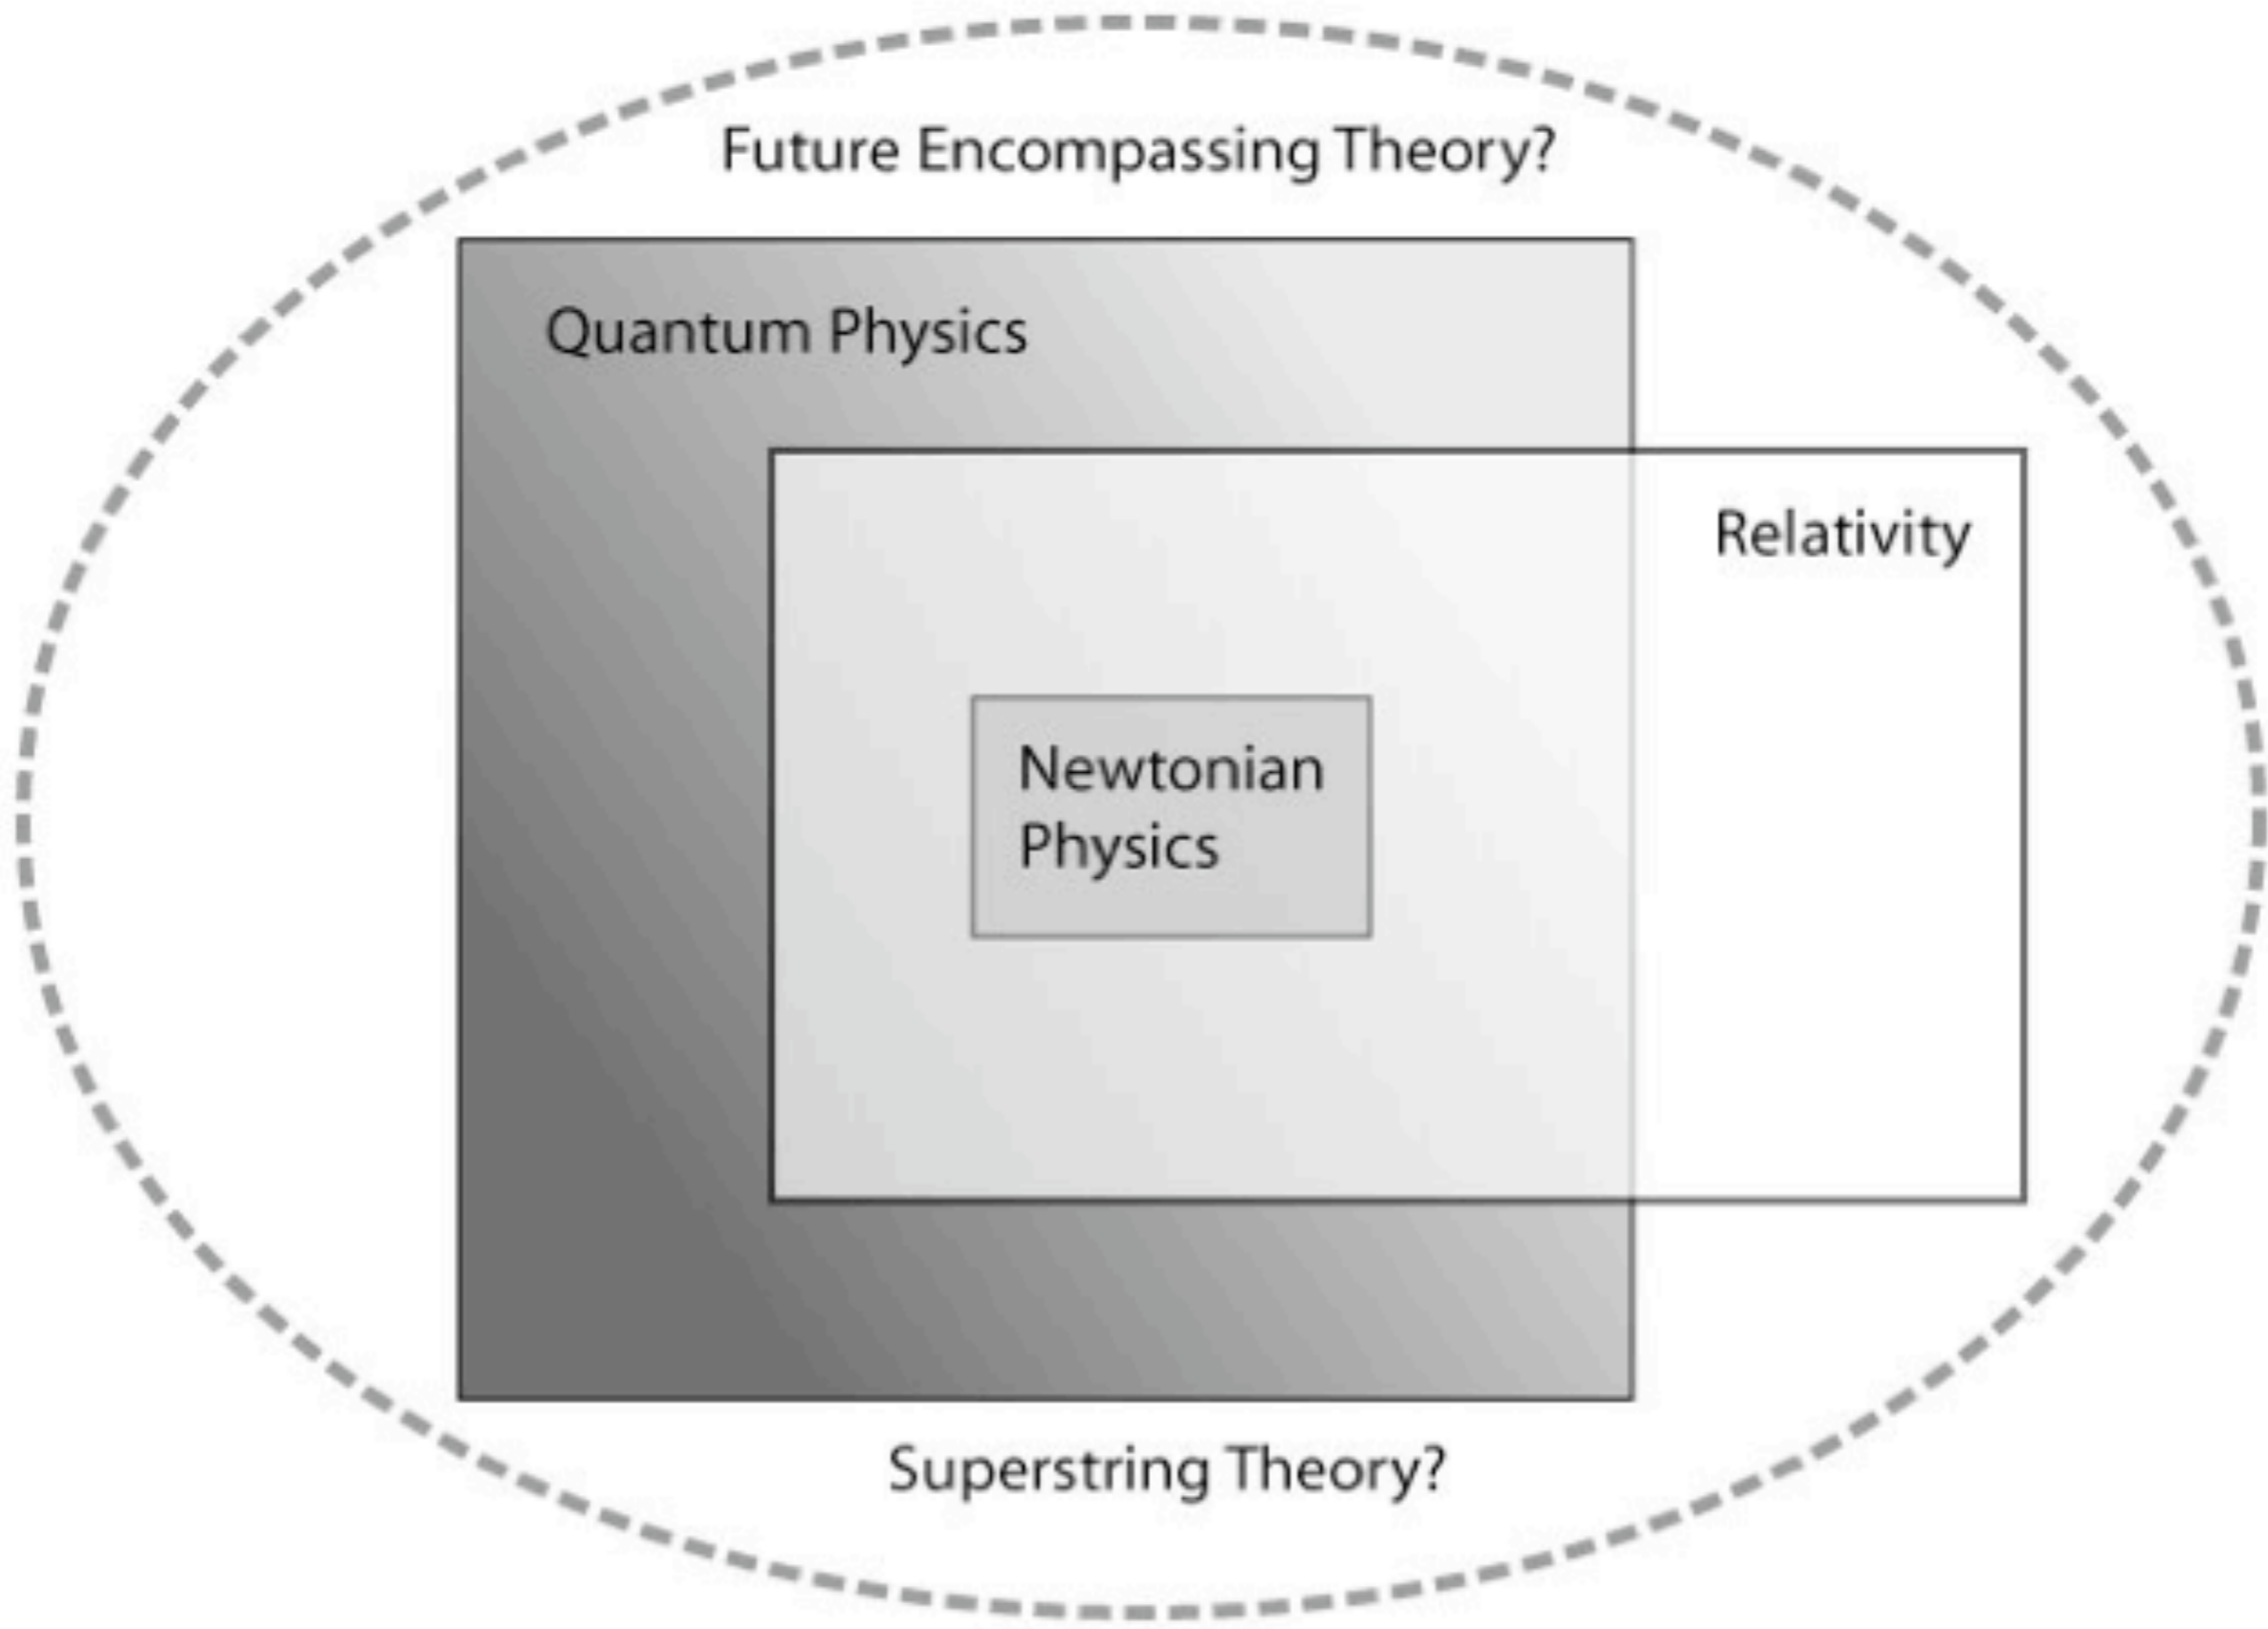 Future Encompassing Theory?
Quantum Physics
Relativity
Newtonian
Physics
Superstring Theory?